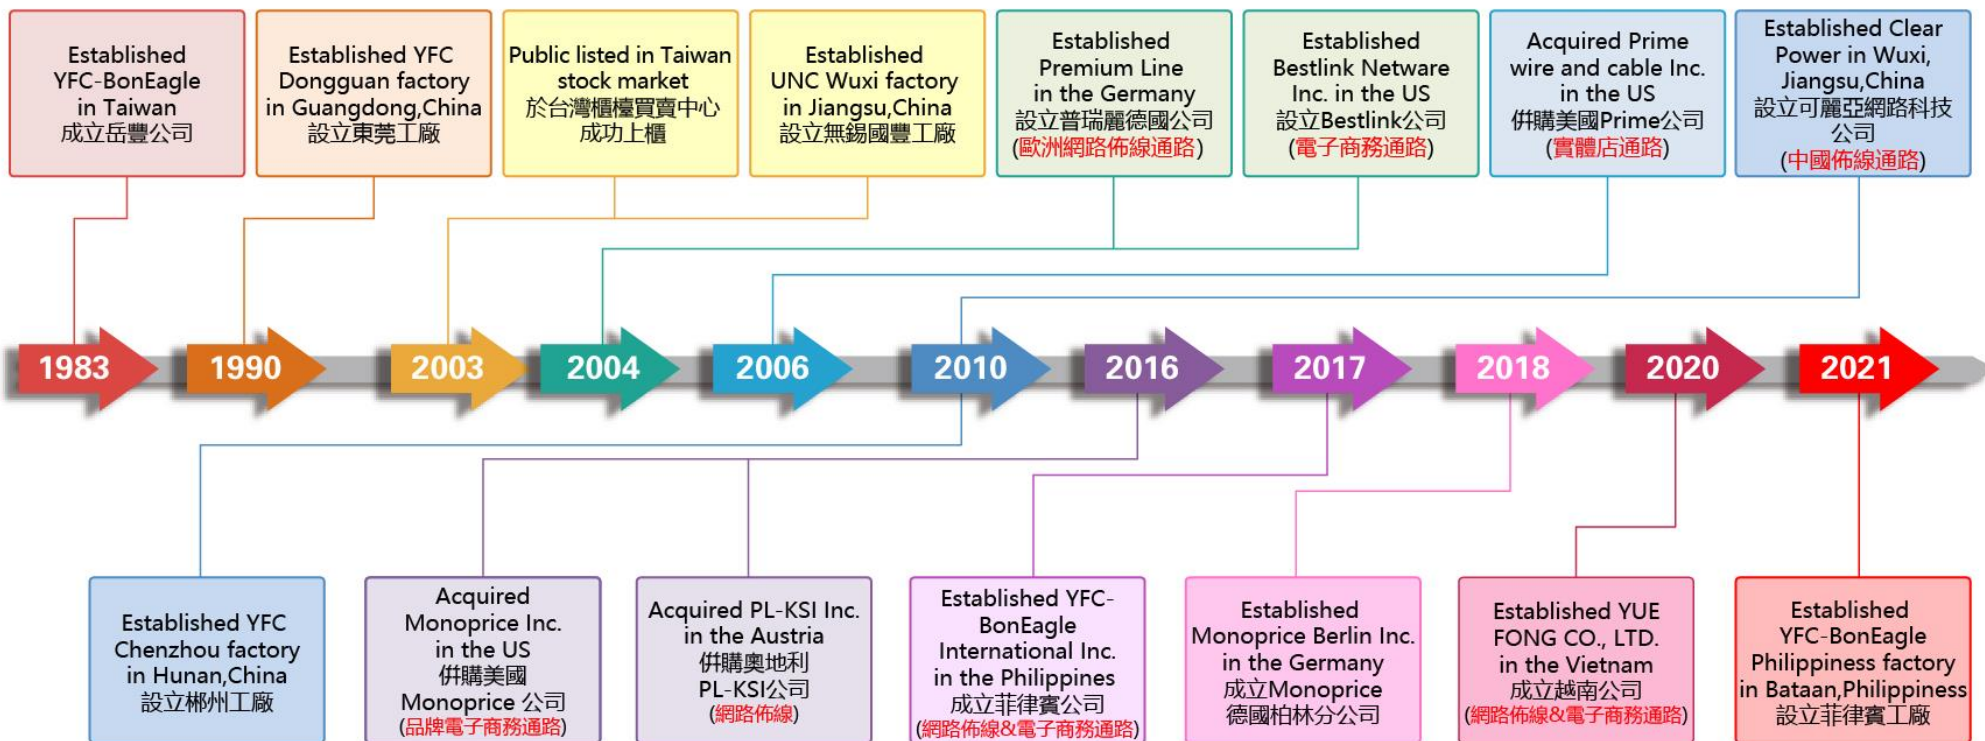 Established
YFC-BonEagle
in Taiwan
成立岳豐公司
Established YFC
Dongguan factory
in Guangdong,China
設立東莞工廠
Public listed in Taiwan
stock market
於台灣櫃檯買賣中心
成功上櫃
Established
UNC Wuxi factory
in Jiangsu,China
設立無錫國豐工廠
Established
Premium Line
in the Germany
設立普瑞麗德國公司
(歐洲網路佈線通路)
Established
Bestlink Netware
Inc. in the US
設立Bestlink公司
(電子商務通路)
Acquired Prime
wire and cable Inc.
in the US
併購美國Prime公司
(實體店通路)
Established Clear
Power in Wuxi,
Jiangsu,China
設立可麗亞網路科技
公司
(中國佈線通路)
1983
1990
2003
2004
2006
2010
2016
2017
2018
2020
2021
Established YFC
Chenzhou factory
in Hunan,China
設立郴州工廠
Acquired
Monoprice Inc.
in the US
併購美國
Monoprice 公司
(品牌電子商務通路)
Acquired PL-KSI Inc.
in the Austria
併購奧地利
PL-KSI公司
(網路佈線)
Established YFC-
BonEagle
International Inc.
in the Philippines
成立菲律賓公司
(網路佈線&電子商務通路)
Established
Monoprice Berlin Inc.
in the Germany
成立Monoprice
德國柏林分公司
Established YUE
FONG CO., LTD.
in the Vietnam
成立越南公司
(網路佈線&電子商務通路)
Established
YFC-BonEagle
Philippiness factory
in Bataan,Philippiness
設立菲律賓工廠